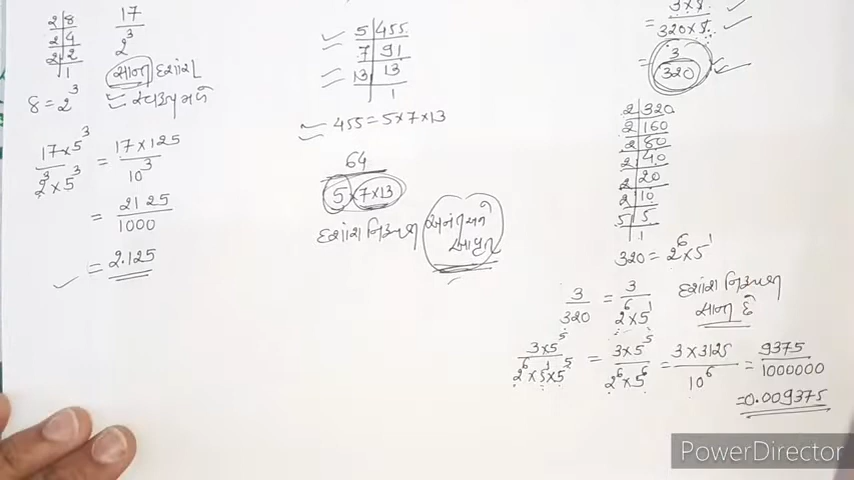 2 | 8
2 | 4
2 | 2
1
8 = 2³
17
2³
સાન્ત દશાંશ
સ્વરૂપ મળે
17×5³ / 2³×5³ = 17×125 / 10³
= 2125 / 1000
= 2.125
5 | 455
7 | 91
13 | 13
1
455 = 5×7×13
64
5×7×13
દશાંશ નિરૂપણ અનંત અને
આવૃત્ત
=
320×5
= 3
320
2 | 320
2 | 160
2 | 80
2 | 40
2 | 20
2 | 10
5 | 5
1
320 = 2⁶×5¹
3 / 320 = 3 / 2⁶×5¹
દશાંશ નિરૂપણ
સાન્ત છે
3×5⁵ / 2⁶×5¹×5⁵ = 3×5⁵ / 2⁶×5⁶ = 3×3125 / 10⁶ = 9375 / 1000000
=0.009375
PowerDirector